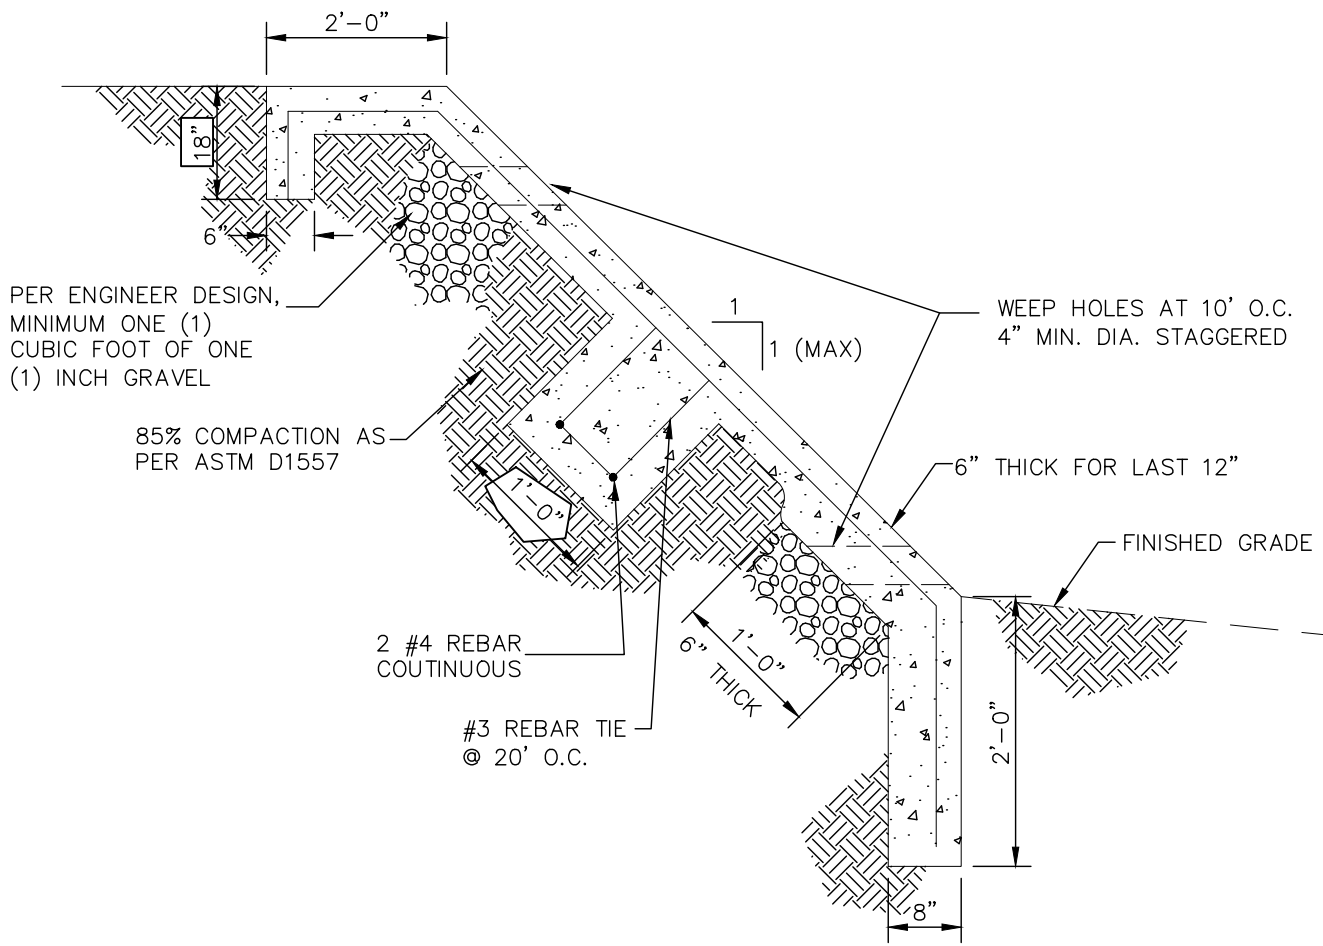 2'-0"
18"
6"
PER ENGINEER DESIGN,
MINIMUM ONE (1)
CUBIC FOOT OF ONE
(1) INCH GRAVEL
1
1 (MAX)
WEEP HOLES AT 10' O.C.
4" MIN. DIA. STAGGERED
85% COMPACTION AS
PER ASTM D1557
1'-0"
6" THICK FOR LAST 12"
FINISHED GRADE
2 #4 REBAR
COUTINUOUS
1'-0"
6" THICK
#3 REBAR TIE
@ 20' O.C.
2'-0"
8"